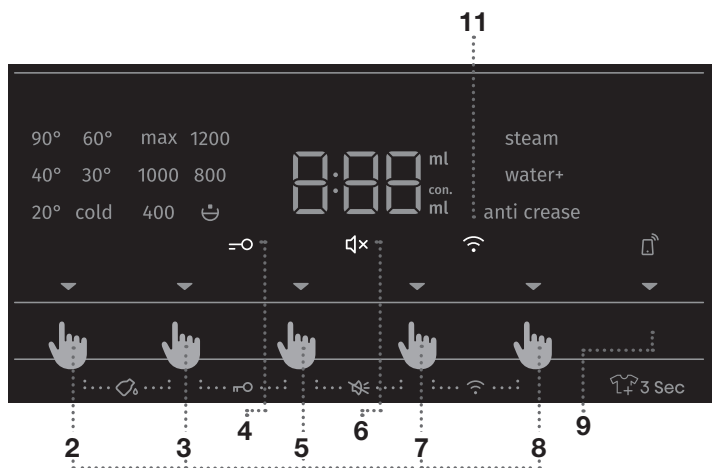 11
90° 60° max 1200 steam
40° 30° 1000 800 8:88 ml con. ml water+
20° cold 400 anti crease
3 Sec
4 6 9
2 3 5 7 8